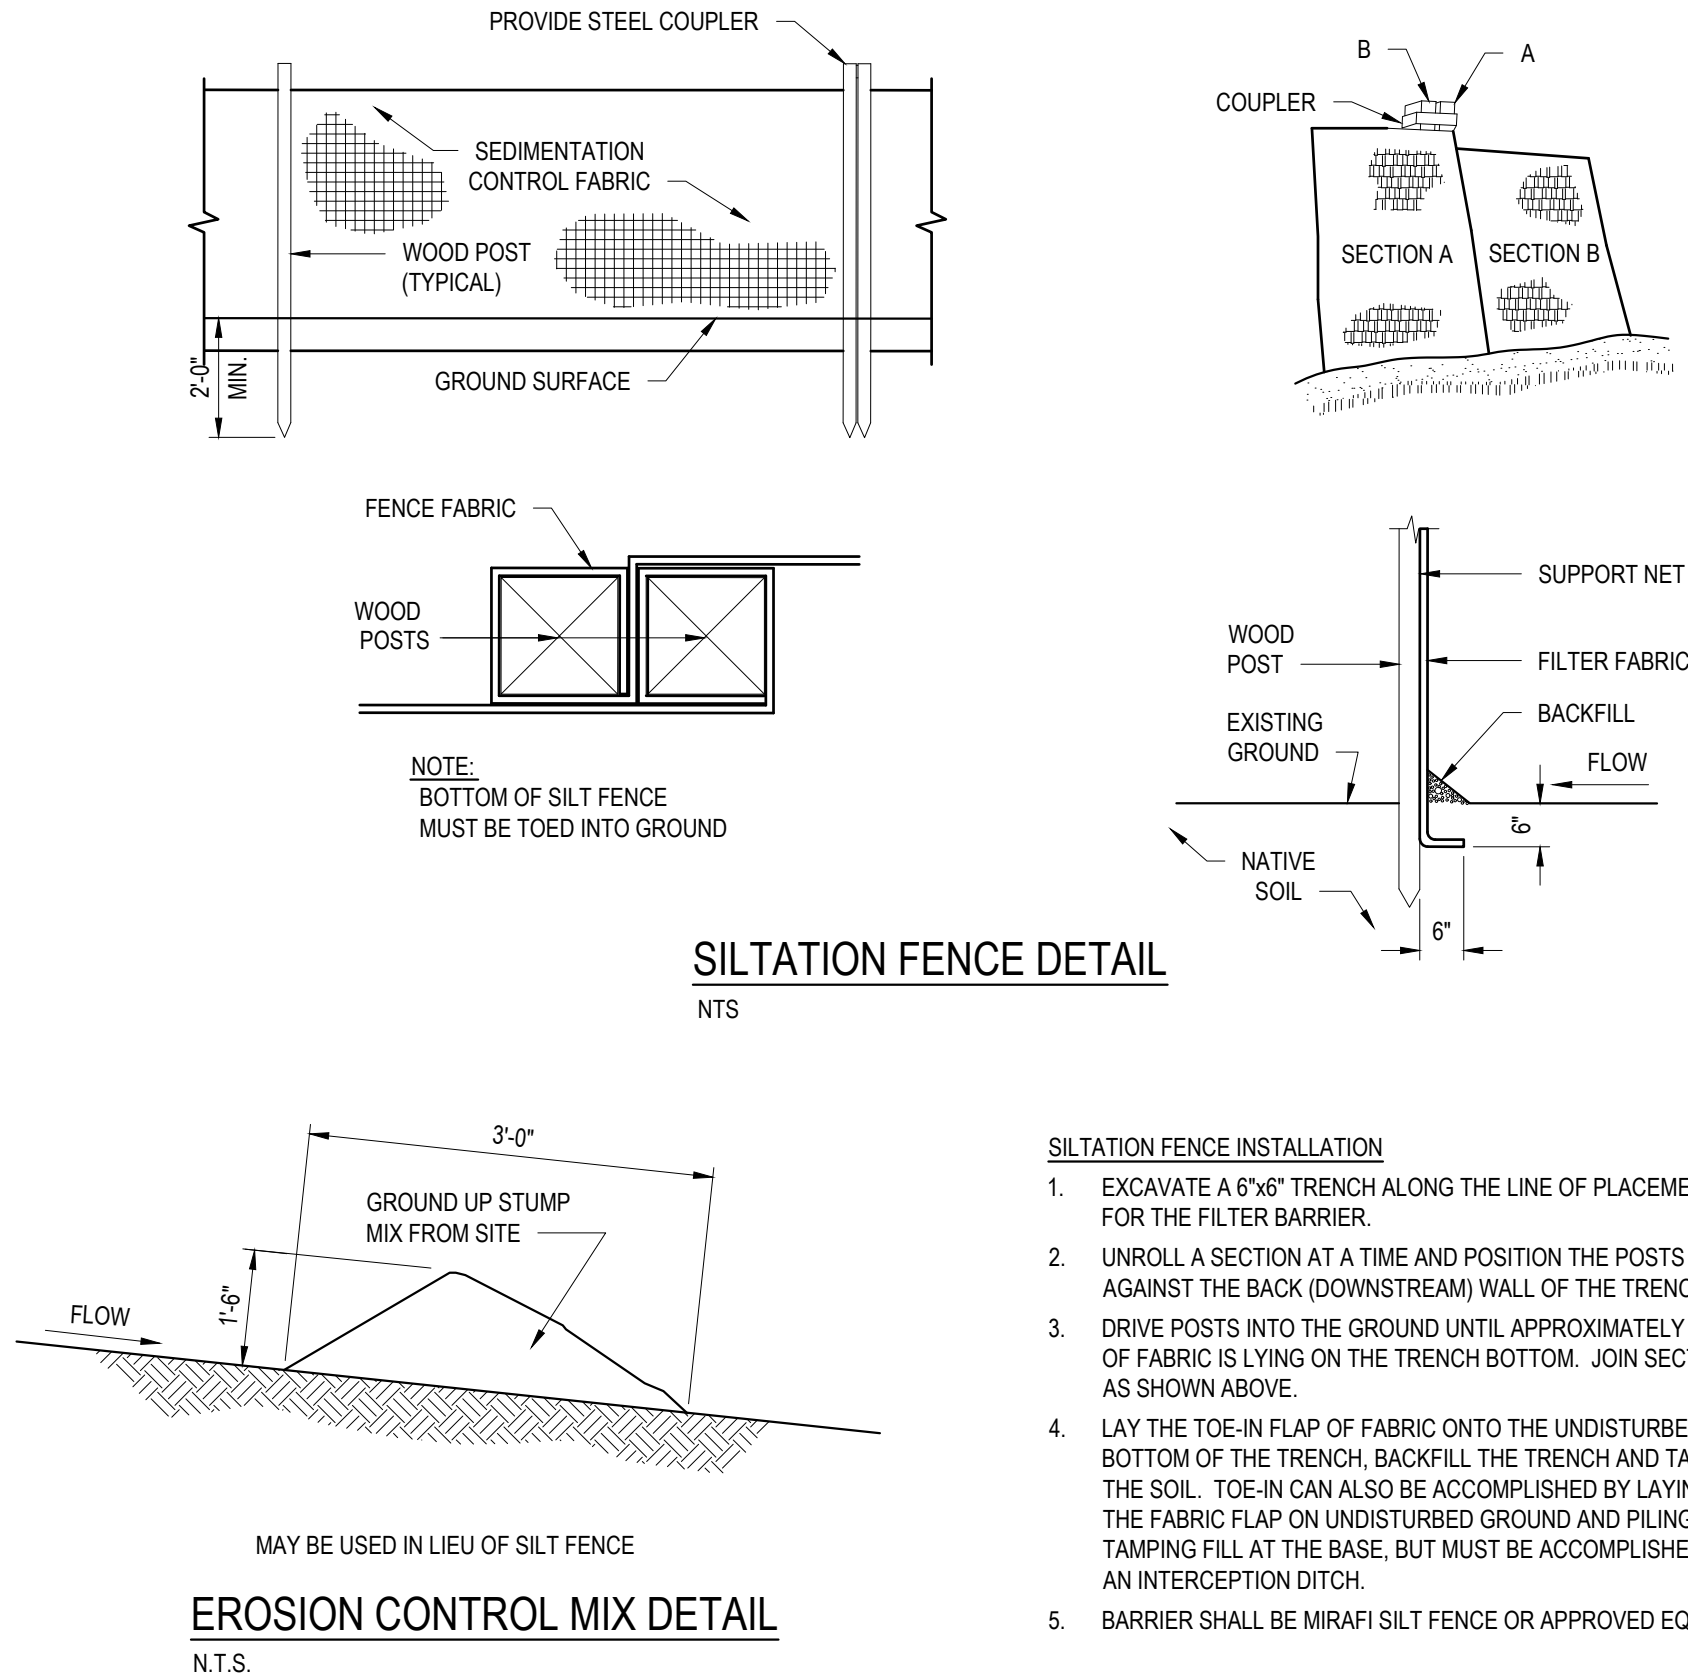 PROVIDE STEEL COUPLER
SEDIMENTATION
CONTROL FABRIC
WOOD POST
(TYPICAL)
2'-0"
MIN.
GROUND SURFACE
B
A
COUPLER
SECTION A
SECTION B
FENCE FABRIC
WOOD
POSTS
NOTE:
BOTTOM OF SILT FENCE
MUST BE TOED INTO GROUND
SUPPORT NET
WOOD
POST
FILTER FABRIC
BACKFILL
EXISTING
GROUND
FLOW
6"
NATIVE
SOIL
6"
SILTATION FENCE DETAIL
NTS
3'-0"
GROUND UP STUMP
MIX FROM SITE
1'-6"
FLOW
MAY BE USED IN LIEU OF SILT FENCE
EROSION CONTROL MIX DETAIL
N.T.S.
SILTATION FENCE INSTALLATION
1. EXCAVATE A 6"x6" TRENCH ALONG THE LINE OF PLACEME
FOR THE FILTER BARRIER.
2. UNROLL A SECTION AT A TIME AND POSITION THE POSTS
AGAINST THE BACK (DOWNSTREAM) WALL OF THE TRENC
3. DRIVE POSTS INTO THE GROUND UNTIL APPROXIMATELY
OF FABRIC IS LYING ON THE TRENCH BOTTOM. JOIN SECT
AS SHOWN ABOVE.
4. LAY THE TOE-IN FLAP OF FABRIC ONTO THE UNDISTURBE
BOTTOM OF THE TRENCH, BACKFILL THE TRENCH AND TA
THE SOIL. TOE-IN CAN ALSO BE ACCOMPLISHED BY LAYIN
THE FABRIC FLAP ON UNDISTURBED GROUND AND PILING
TAMPING FILL AT THE BASE, BUT MUST BE ACCOMPLISHE
AN INTERCEPTION DITCH.
5. BARRIER SHALL BE MIRAFI SILT FENCE OR APPROVED EQ